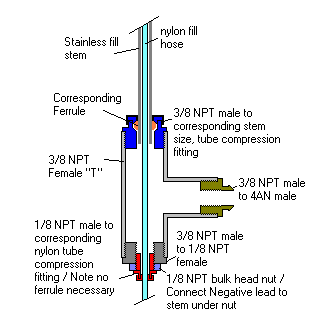 Stainless fill
stem
nylon fill
hose
Corresponding
Ferrule
3/8 NPT male to
corresponding stem
size, tube compression
fitting
3/8 NPT
Female "T"
3/8 NPT male
to 4AN male
1/8 NPT male to
corresponding
nylon tube
compression
fitting / Note no
ferrule necessary
3/8 NPT male
to 1/8 NPT
female
1/8 NPT bulk head nut /
Connect Negative lead to
stem under nut